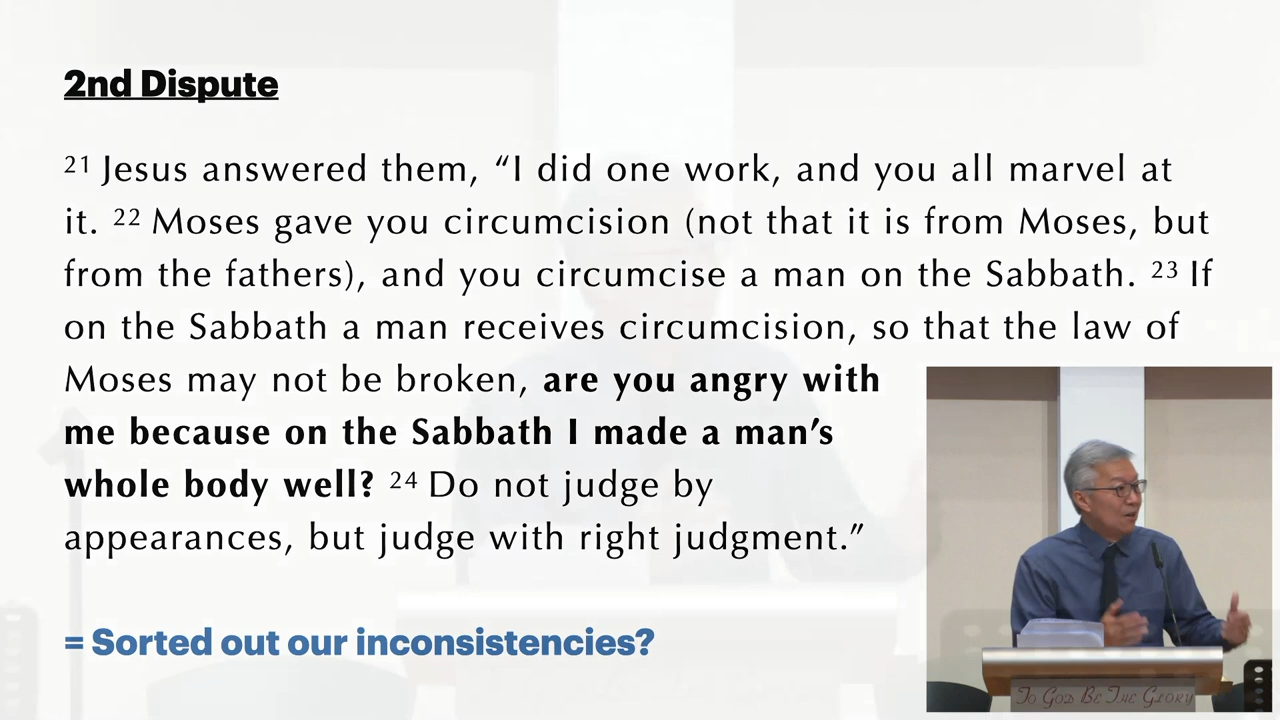 2nd Dispute
21 Jesus answered them, “I did one work, and you all marvel at
it. 22 Moses gave you circumcision (not that it is from Moses, but
from the fathers), and you circumcise a man on the Sabbath. 23 If
on the Sabbath a man receives circumcision, so that the law of
Moses may not be broken, are you angry with
me because on the Sabbath I made a man’s
whole body well? 24 Do not judge by
appearances, but judge with right judgment.”
= Sorted out our inconsistencies?
To God Be The Glory